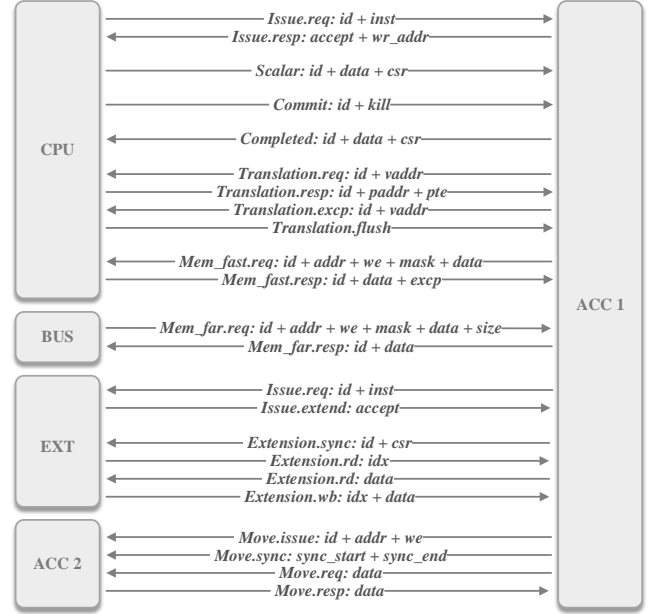 Issue.req: id + inst
Issue.resp: accept + wr_addr
Scalar: id + data + csr
Commit: id + kill
Completed: id + data + csr
CPU
Translation.req: id + vaddr
Translation.resp: id + paddr + pte
Translation.excp: id + vaddr
Translation.flush
Mem_fast.req: id + addr + we + mask + data
Mem_fast.resp: id + data + excp
ACC 1
BUS
Mem_far.req: id + addr + we + mask + data + size
Mem_far.resp: id + data
Issue.req: id + inst
Issue.extend: accept
EXT
Extension.sync: id + csr
Extension.rd: idx
Extension.rd: data
Extension.wb: idx + data
ACC 2
Move.issue: id + addr + we
Move.sync: sync_start + sync_end
Move.req: data
Move.resp: data